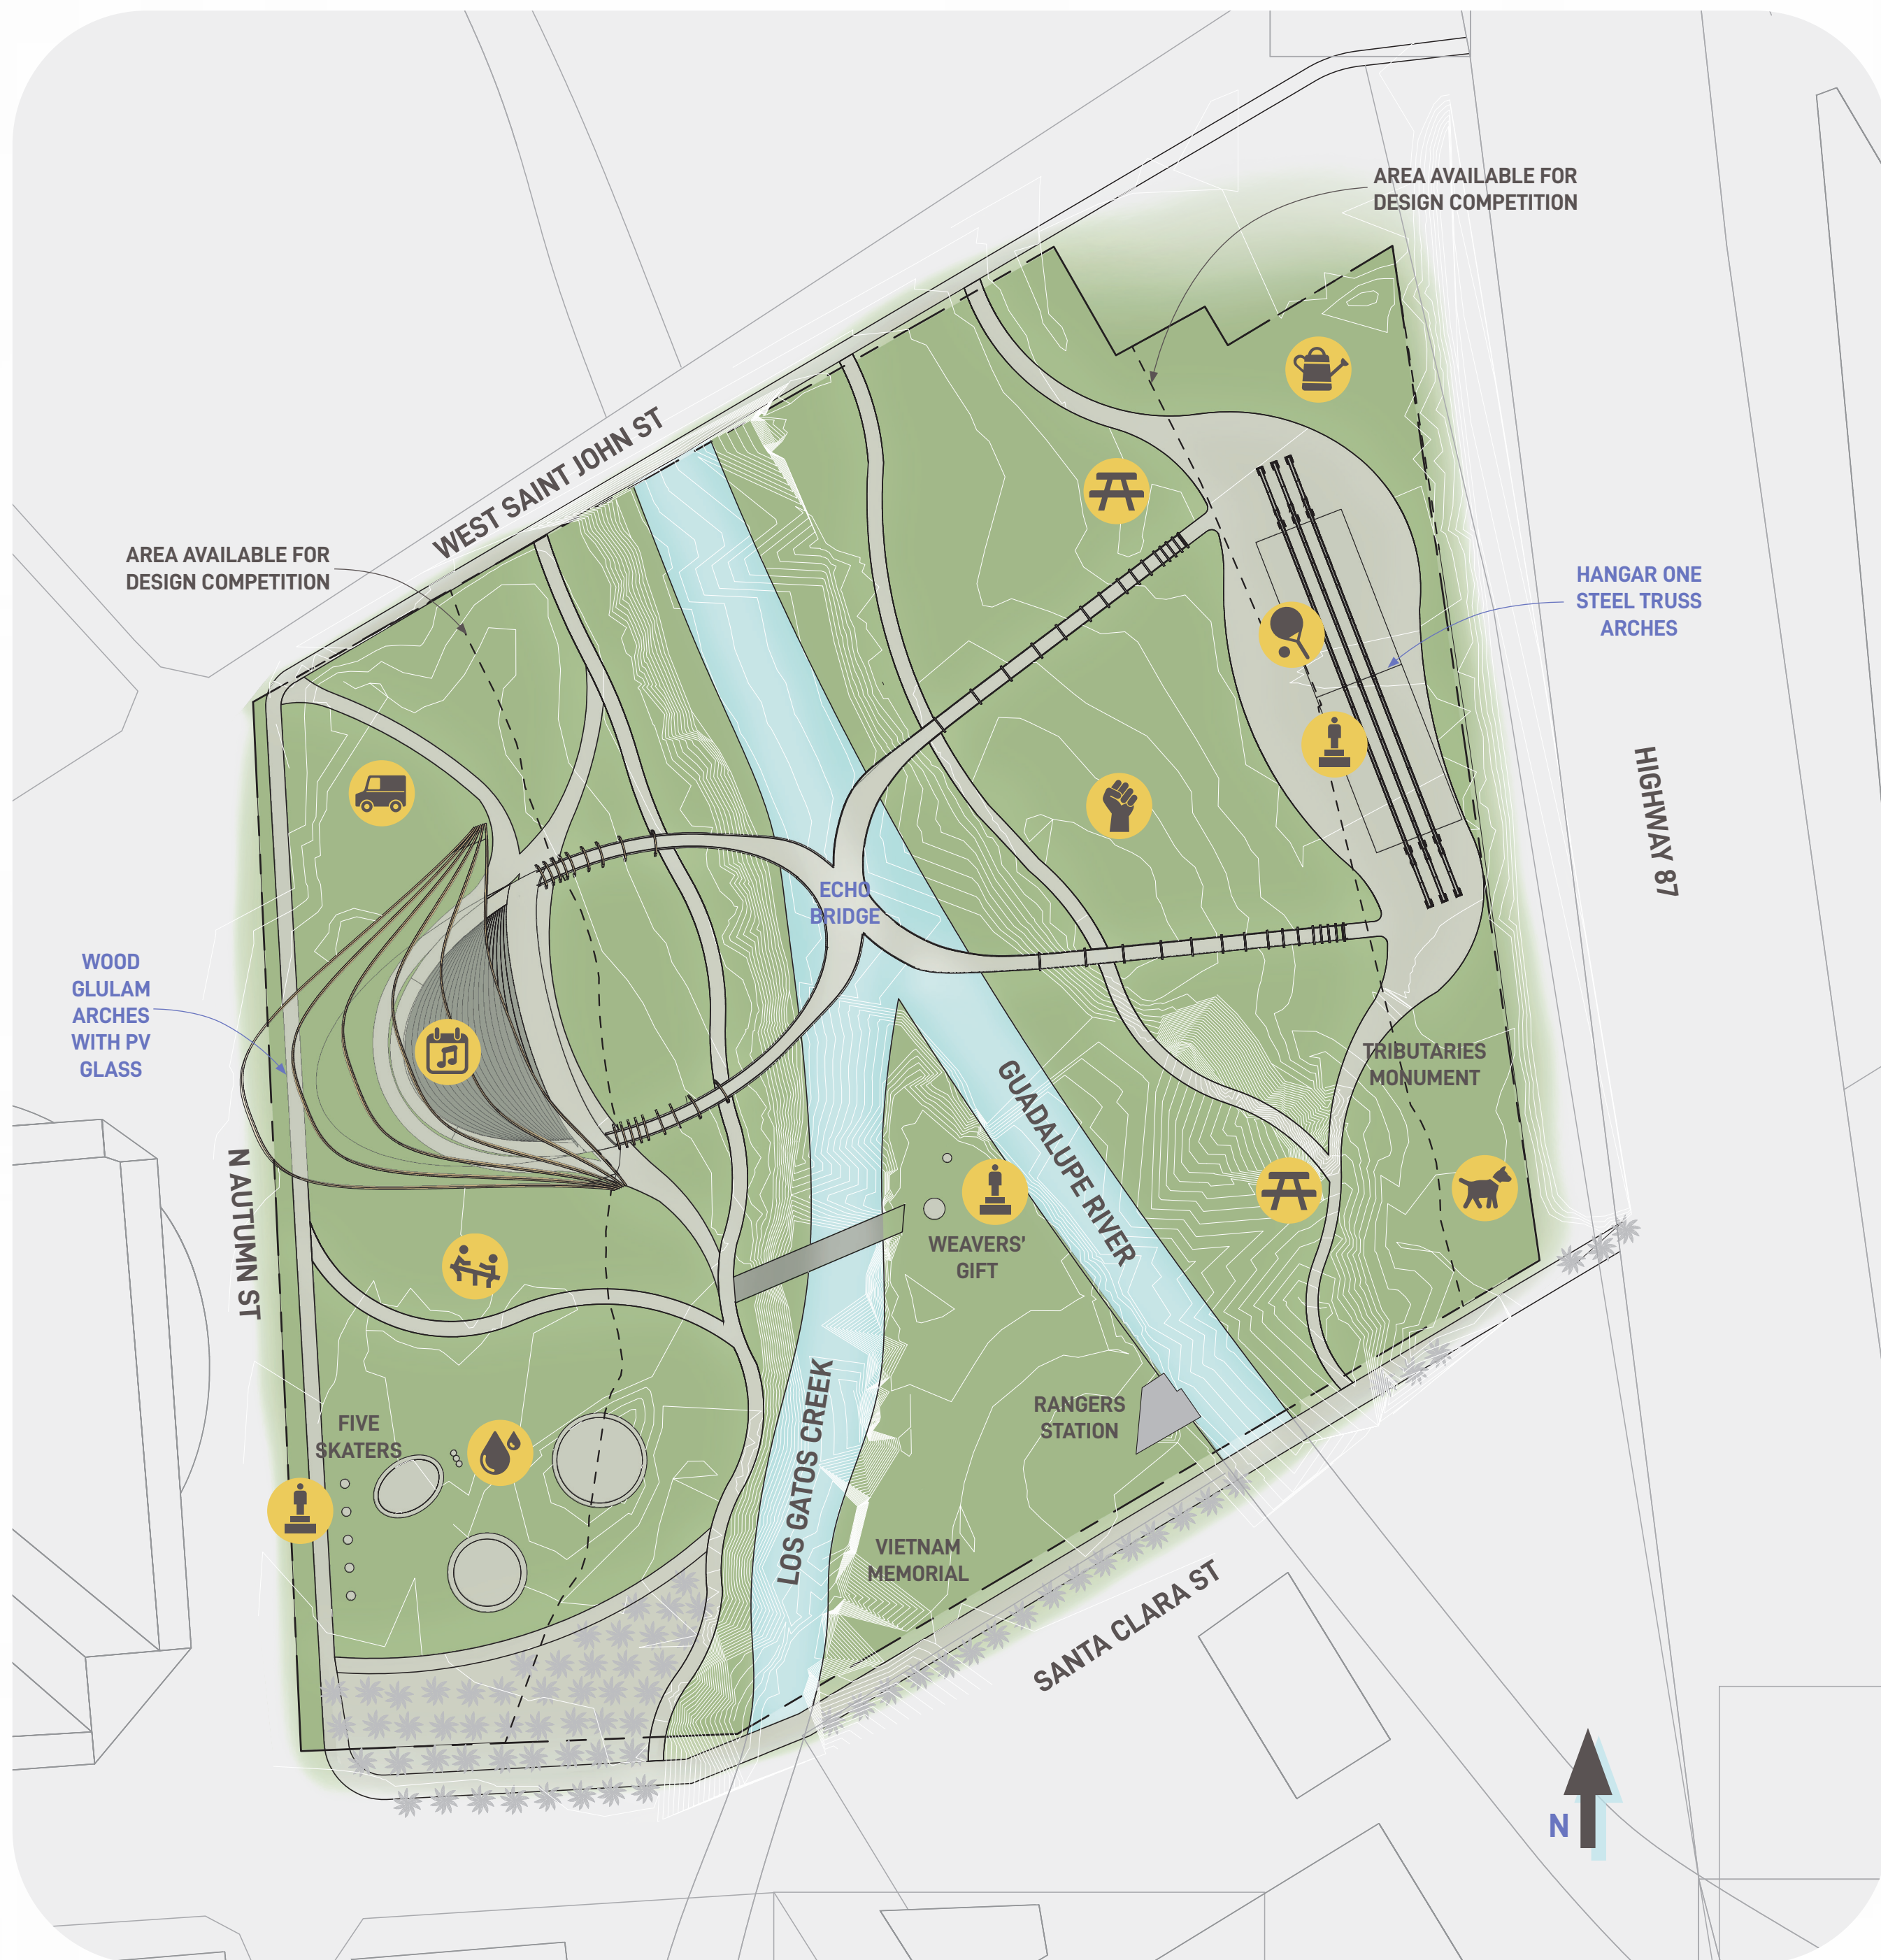 AREA AVAILABLE FOR
DESIGN COMPETITION
WEST SAINT JOHN ST
AREA AVAILABLE FOR
DESIGN COMPETITION
HANGAR ONE
STEEL TRUSS
ARCHES
HIGHWAY 87
ECHO
BRIDGE
WOOD
GLULAM
ARCHES
WITH PV
GLASS
TRIBUTARIES
MONUMENT
GUADALUPE RIVER
N AUTUMN ST
WEAVERS'
GIFT
RANGERS
STATION
LOS GATOS CREEK
FIVE
SKATERS
VIETNAM
MEMORIAL
SANTA CLARA ST
N